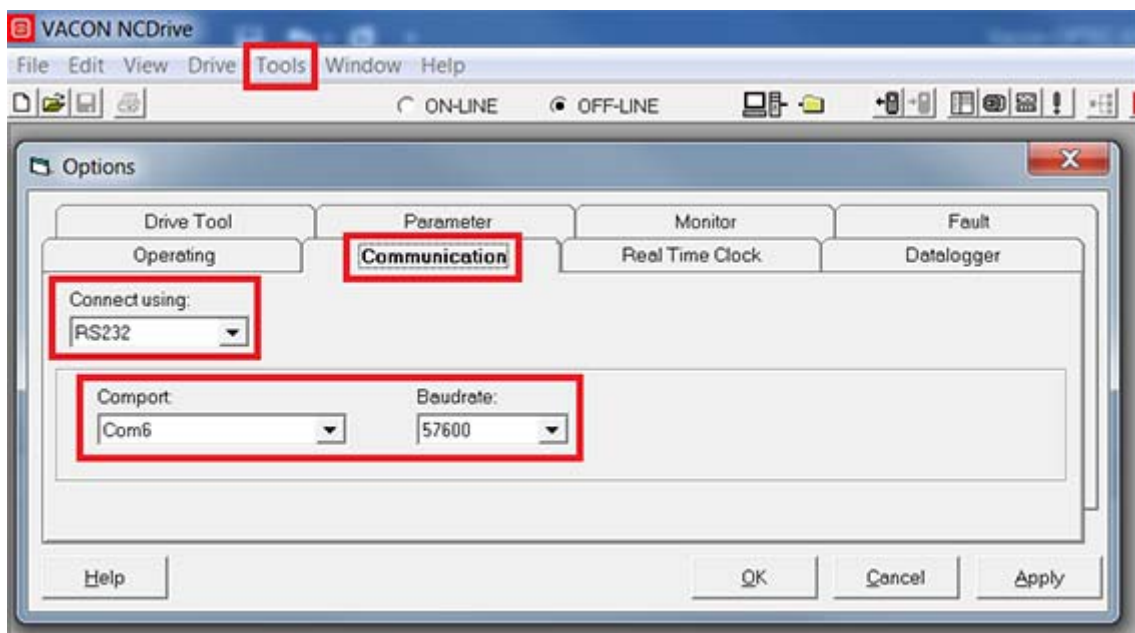 VACON NCDrive
File Edit View Drive Tools Window Help
ON-LINE OFF-LINE
Options
Drive Tool Parameter Monitor Fault
Operating Communication Real Time Clock Datalogger
Connect using:
RS232
Comport: Baudrate:
Com6 57600
Help OK Cancel Apply